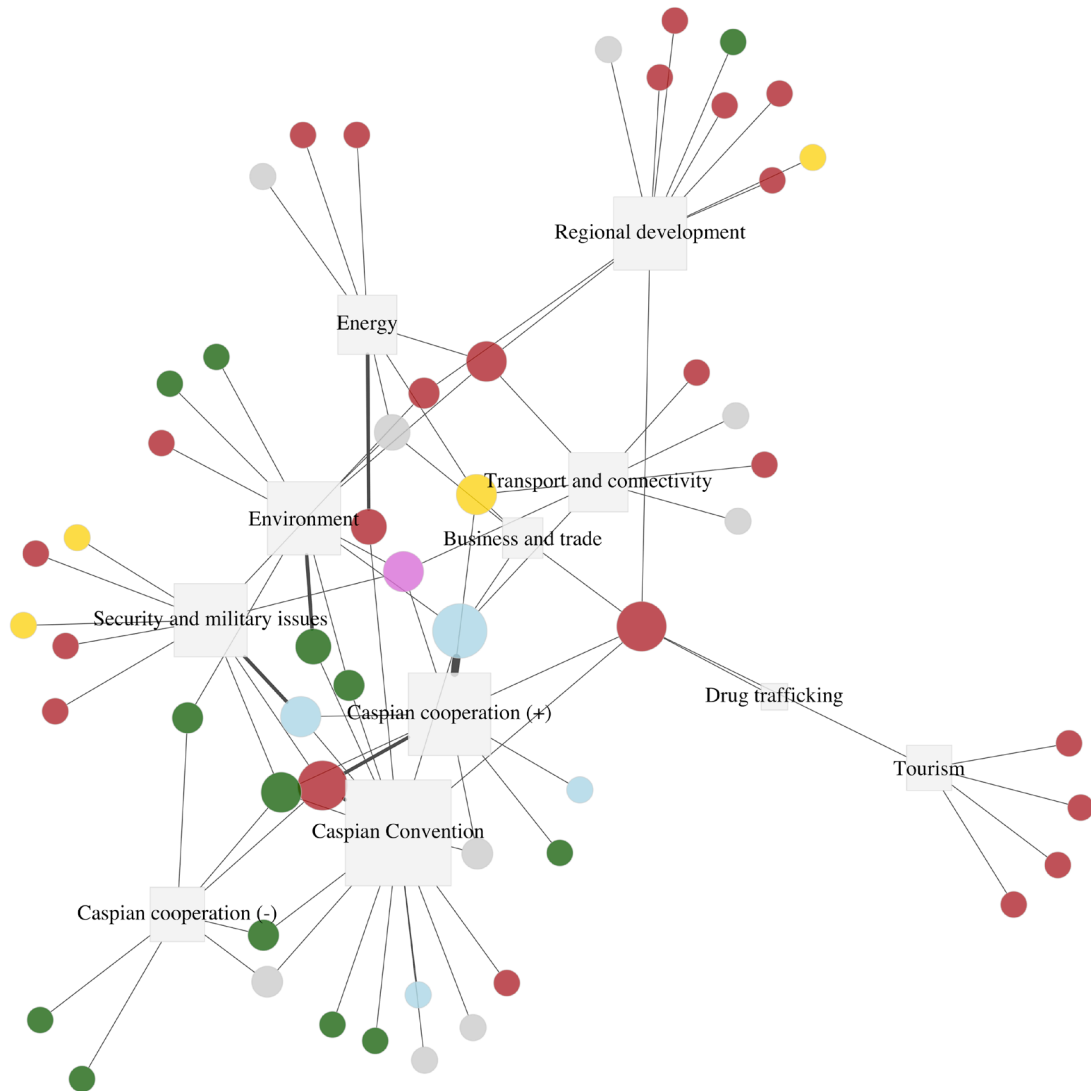 Regional development
Energy
Transport and connectivity
Environment
Business and trade
Security and military issues
Drug trafficking
Caspian cooperation (+)
Tourism
Caspian Convention
Caspian cooperation (-)